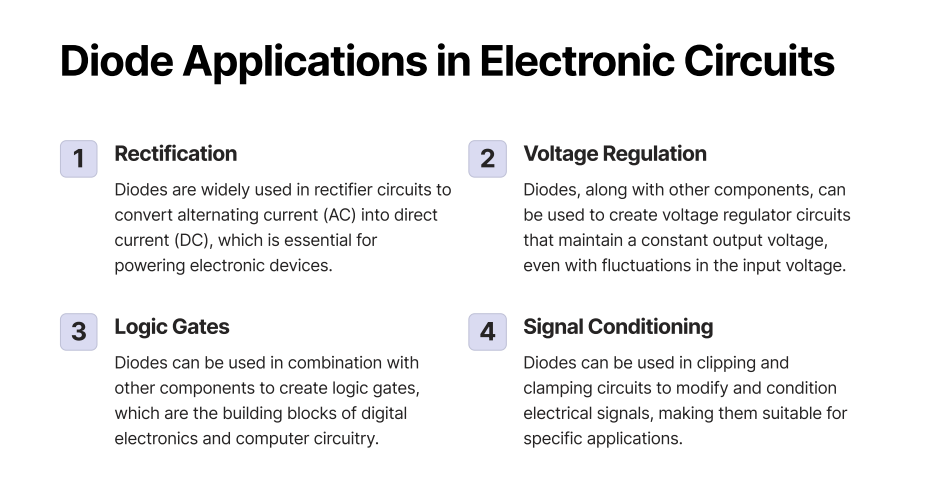 Diode Applications in Electronic Circuits
1
Rectification
Diodes are widely used in rectifier circuits to
convert alternating current (AC) into direct
current (DC), which is essential for
powering electronic devices.
2
Voltage Regulation
Diodes, along with other components, can
be used to create voltage regulator circuits
that maintain a constant output voltage,
even with fluctuations in the input voltage.
3
Logic Gates
Diodes can be used in combination with
other components to create logic gates,
which are the building blocks of digital
electronics and computer circuitry.
4
Signal Conditioning
Diodes can be used in clipping and
clamping circuits to modify and condition
electrical signals, making them suitable for
specific applications.